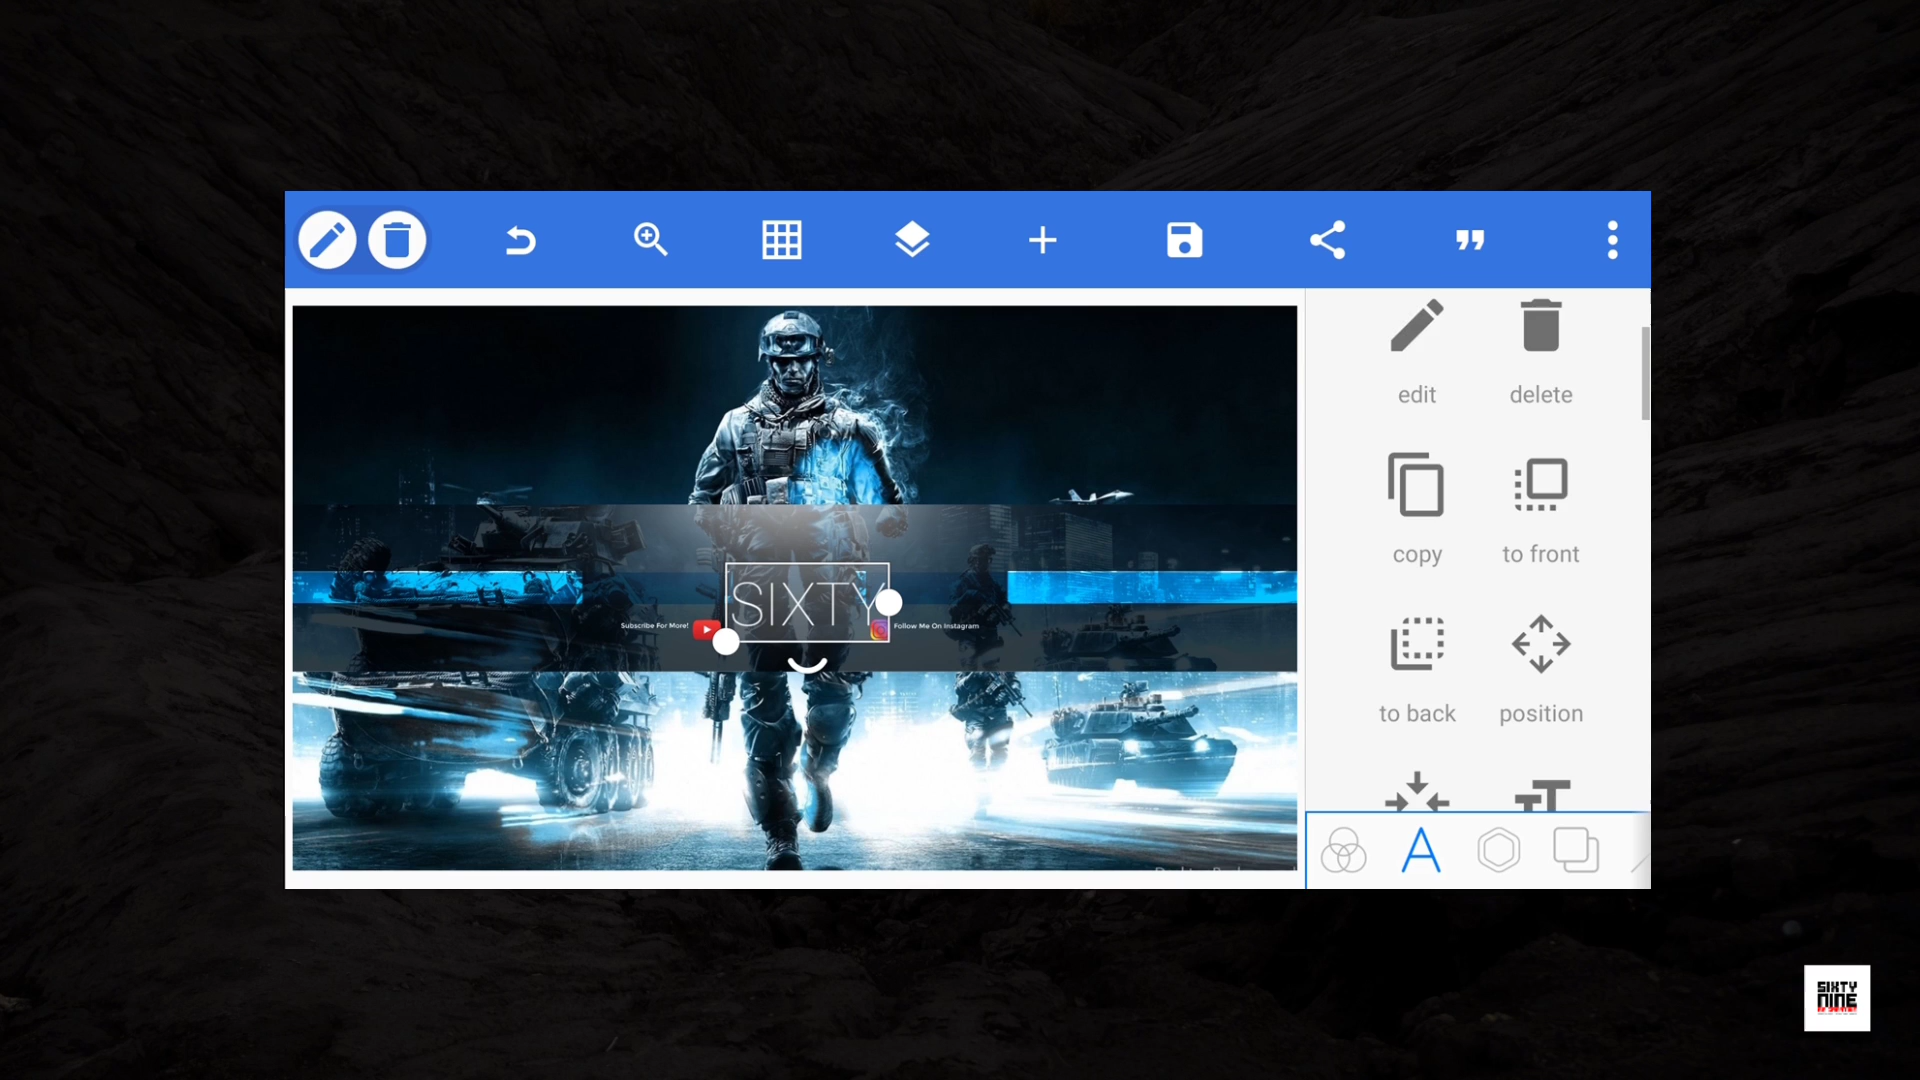 edit
delete
copy
to front
SIXTY
Subscribe For More!
Follow Me On Instagram
to back
position
A
SIXTY
NINE